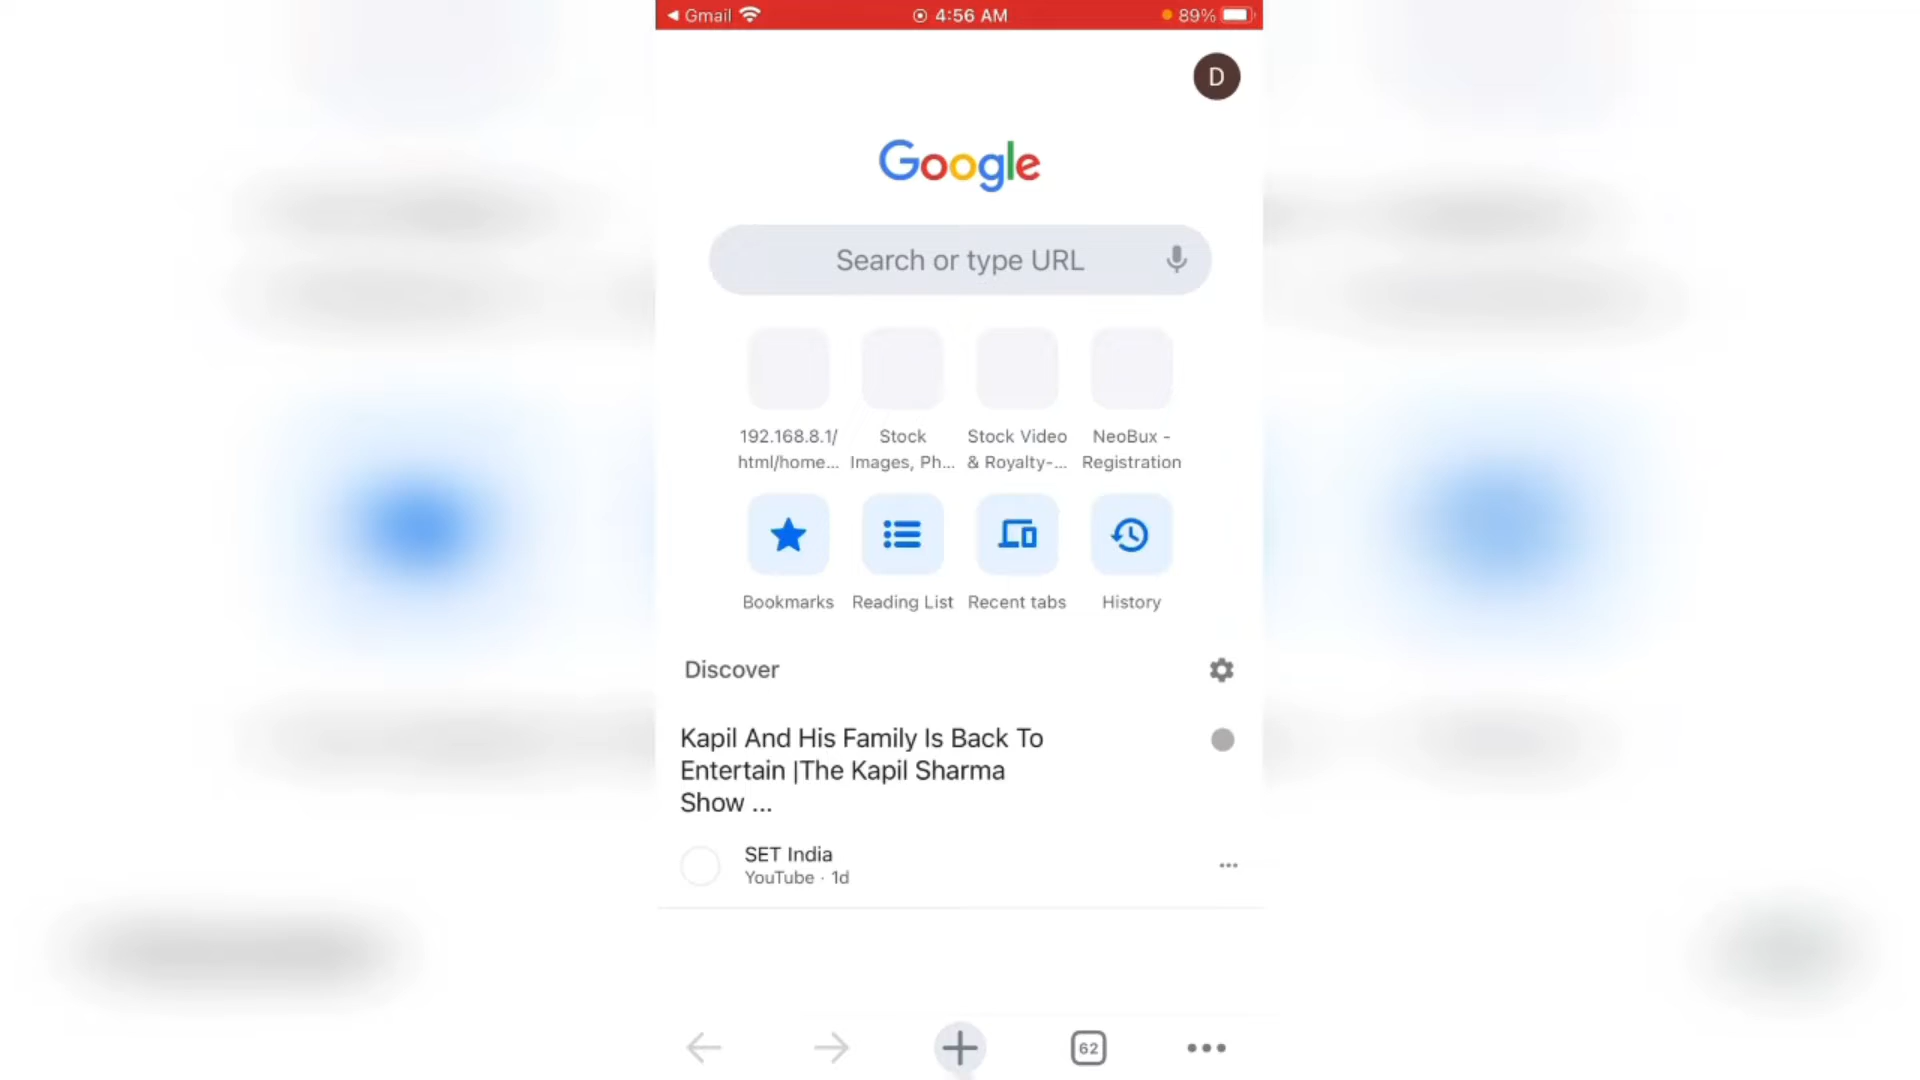 Gmail 4:56 AM 89%
D
Google
Search or type URL
192.168.8.1/ Stock Stock Video NeoBux -
html/home... Images, Ph... & Royalty-... Registration
Bookmarks Reading List Recent tabs History
Discover
Kapil And His Family Is Back To
Entertain |The Kapil Sharma
Show ...
SET India
YouTube · 1d
62